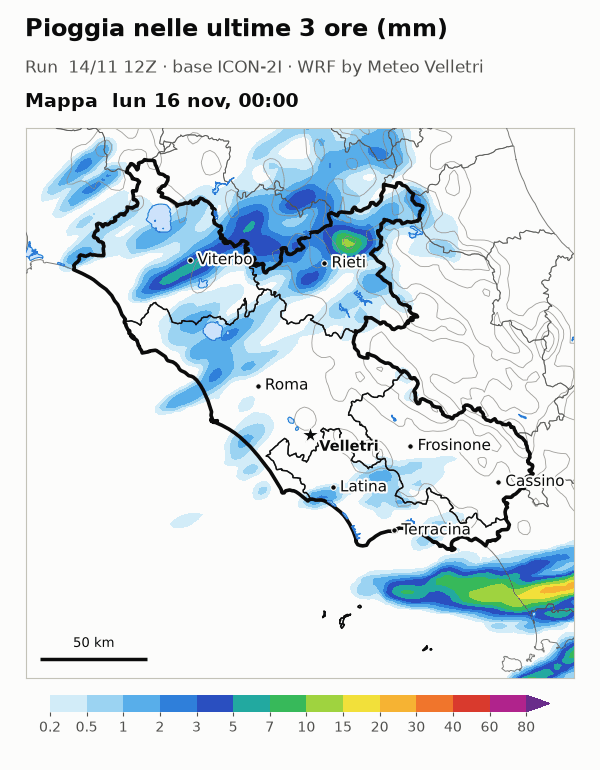 Pioggia nelle ultime 3 ore (mm)
Run  14/11 12Z · base ICON-2I · WRF by Meteo Velletri
Mappa  lun 16 nov, 00:00
Viterbo
Rieti
Roma
Velletri
Frosinone
Cassino
Latina
Terracina
50 km
0.2 0.5 1 2 3 5 7 10 15 20 30 40 60 80